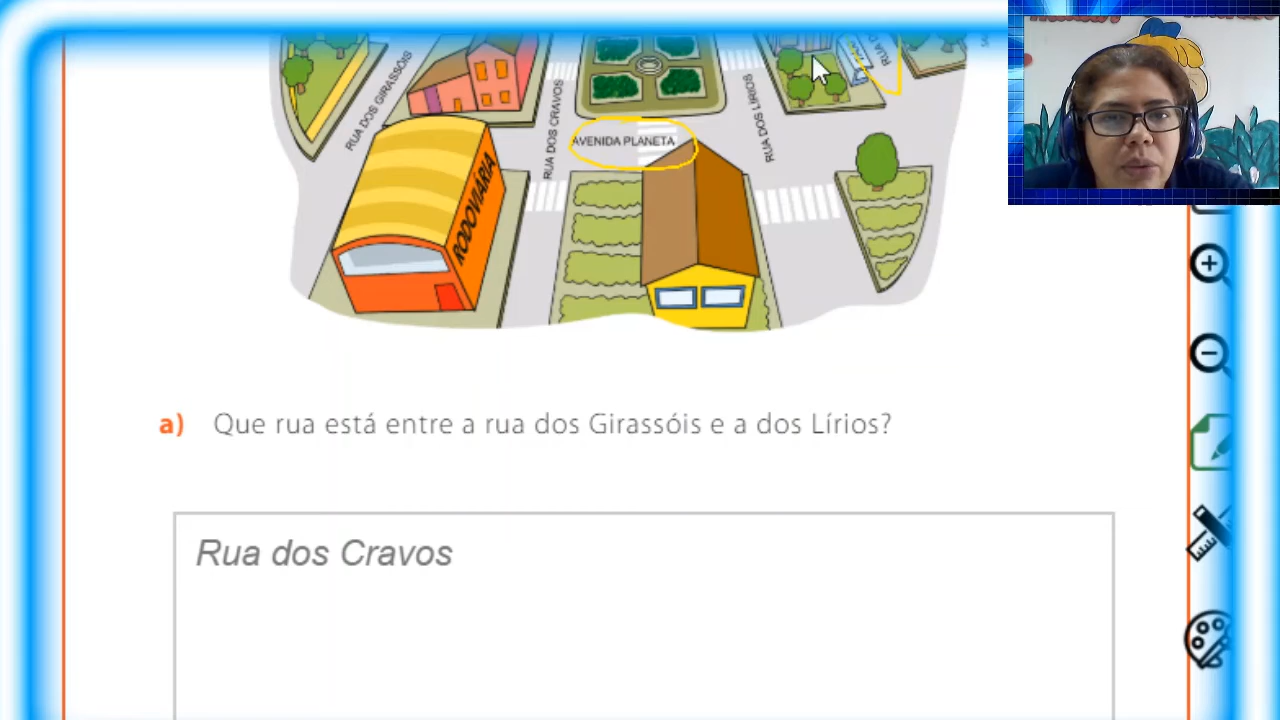 RUA DOS GIRASSÓIS
RUA DOS CRAVOS
AVENIDA PLANETA
RUA DOS LÍRIOS
RUA D
RODOVIÁRIA
a) Que rua está entre a rua dos Girassóis e a dos Lírios?
Rua dos Cravos